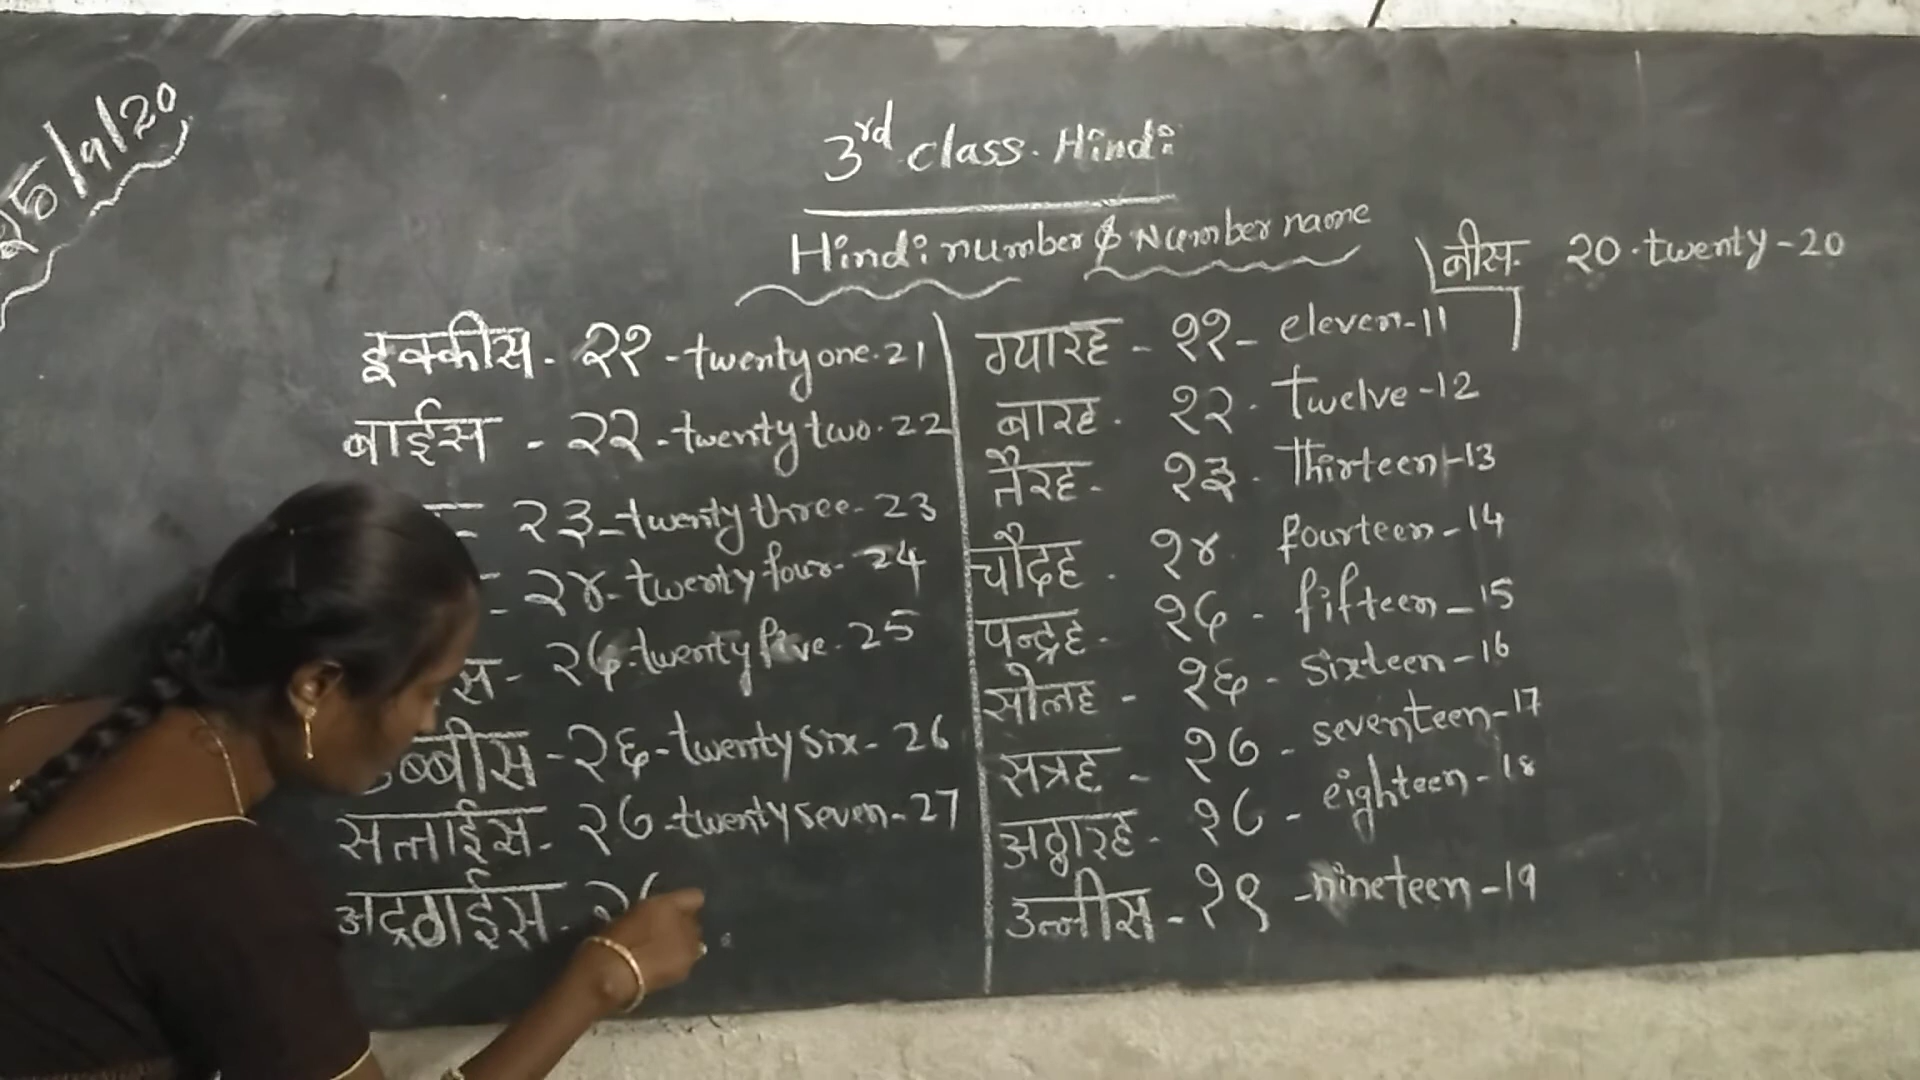 25/9/20
3rd class. Hindi
Hindi number & Number name
बीस. २0. twenty-20
इक्कीस - २१ - twenty one. 21
बाईस - २२ - twenty two. 22
२३ - twenty three - 23
- २४ - twenty four - 24
स - २५ - twenty five - 25
ब्बीस - २६ - twenty six - 26
सत्ताईस - २७ - twenty seven - 27
अट्ठाईस - २८
ग्यारह - ११ - eleven - 11
बारह - १२ - Twelve - 12
तैरह - १३ - Thirteen - 13
चौदह - १४ fourteen - 14
पन्द्रह - १५ - fifteen - 15
सोलह - १६ - sixteen - 16
सत्रह - १७ - seventeen - 17
अठ्ठारह - १८ - eighteen - 18
उन्नीस - १९ - nineteen - 19